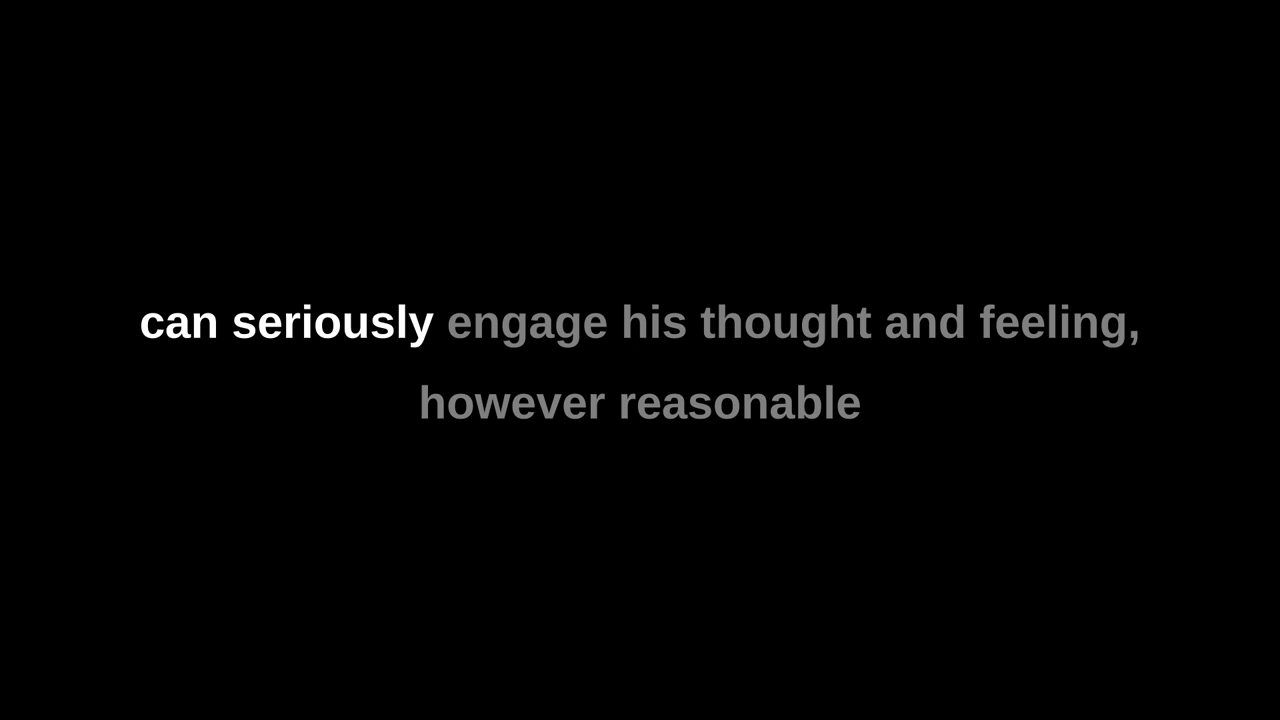 can seriously engage his thought and feeling,
however reasonable